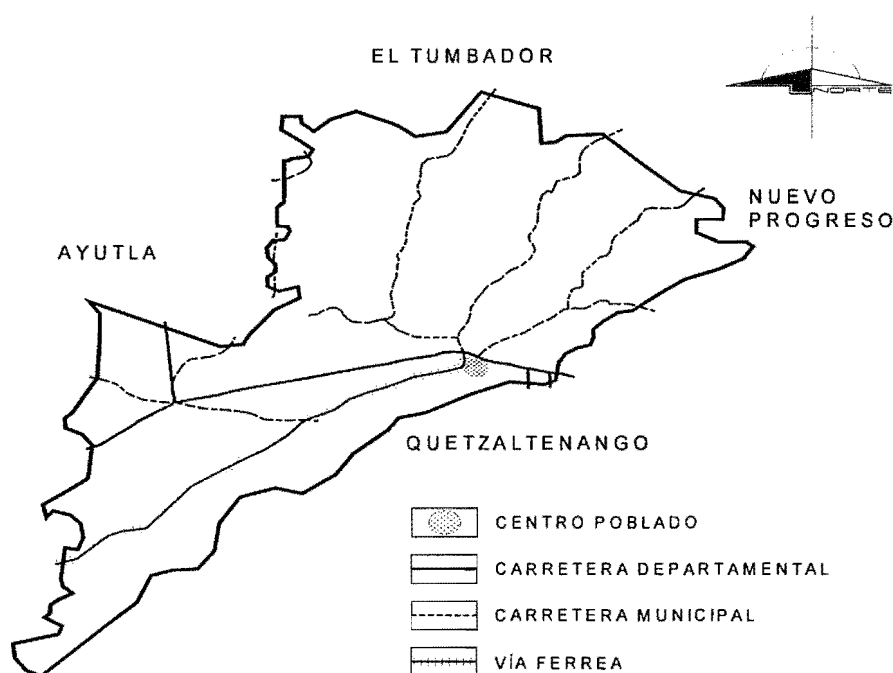 EL TUMBADOR
NORTE
NUEVO
PROGRESO
AYUTLA
QUETZALTENANGO
CENTRO POBLADO
CARRETERA DEPARTAMENTAL
CARRETERA MUNICIPAL
VÍA FERREA